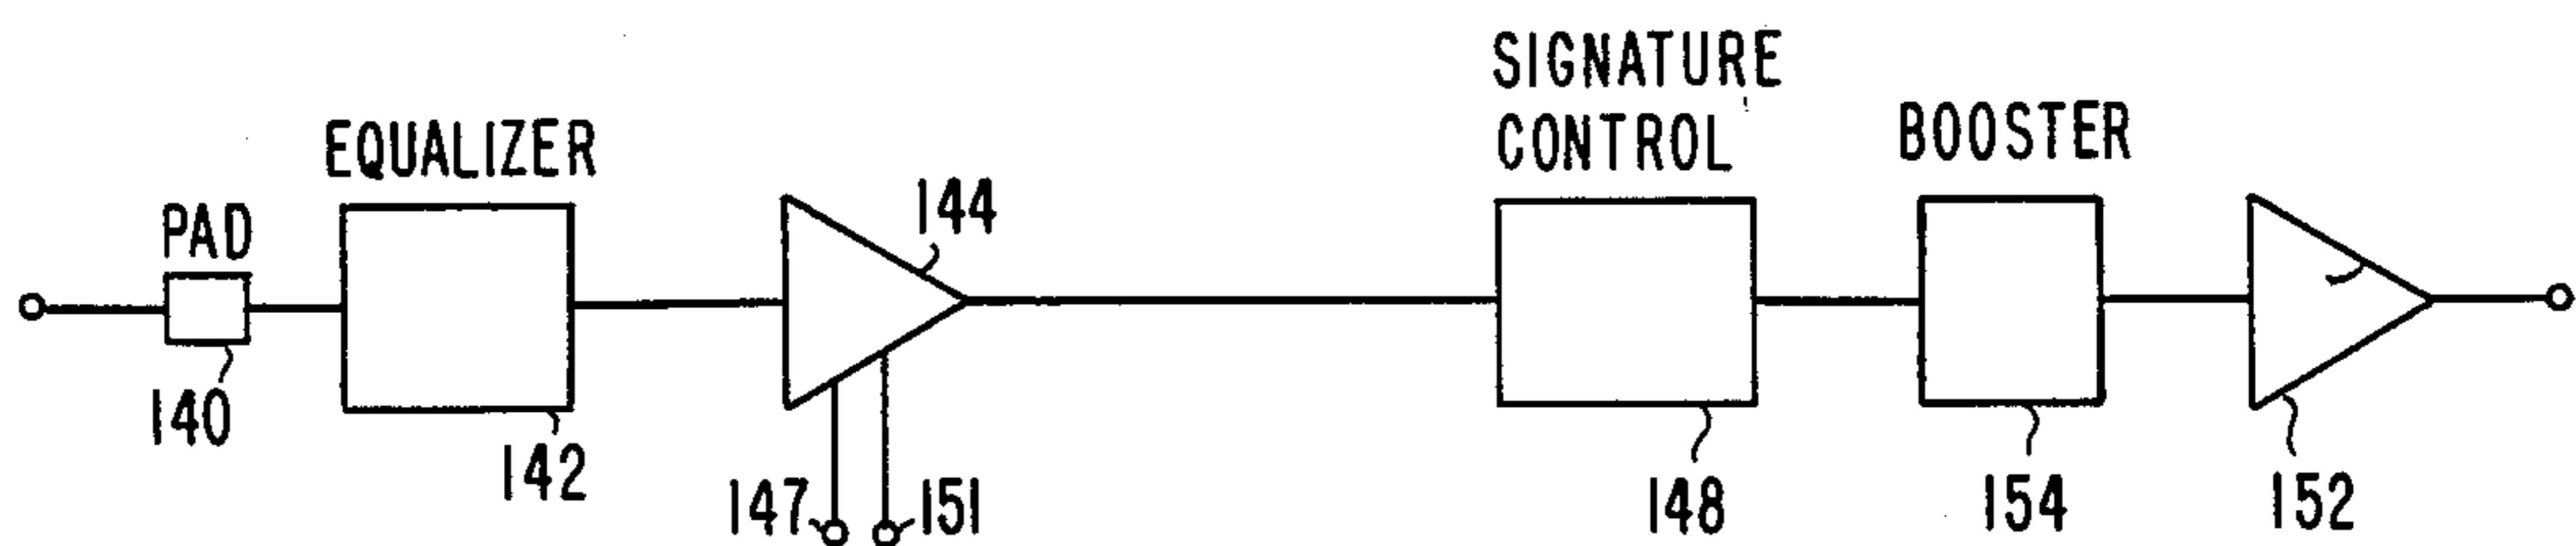 SIGNATURE
CONTROL
BOOSTER
EQUALIZER
PAD
144
140
142
147
151
148
154
152